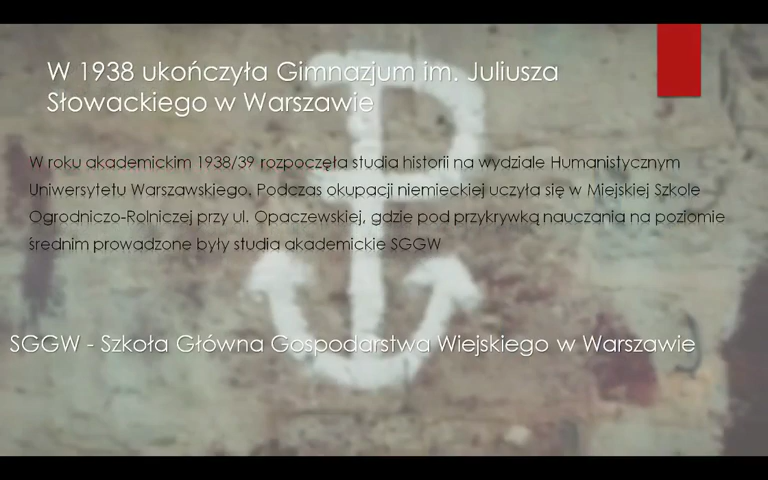 W 1938 ukończyła Gimnazjum im. Juliusza
Słowackiego w Warszawie
W roku akademickim 1938/39 rozpoczęła studia historii na wydziale Humanistycznym
Uniwersytetu Warszawskiego. Podczas okupacji niemieckiej uczyła się w Miejskiej Szkole
Ogrodniczo-Rolniczej przy ul. Opaczewskiej, gdzie pod przykrywką nauczania na poziomie
średnim prowadzone były studia akademickie SGGW
SGGW - Szkoła Główna Gospodarstwa Wiejskiego w Warszawie